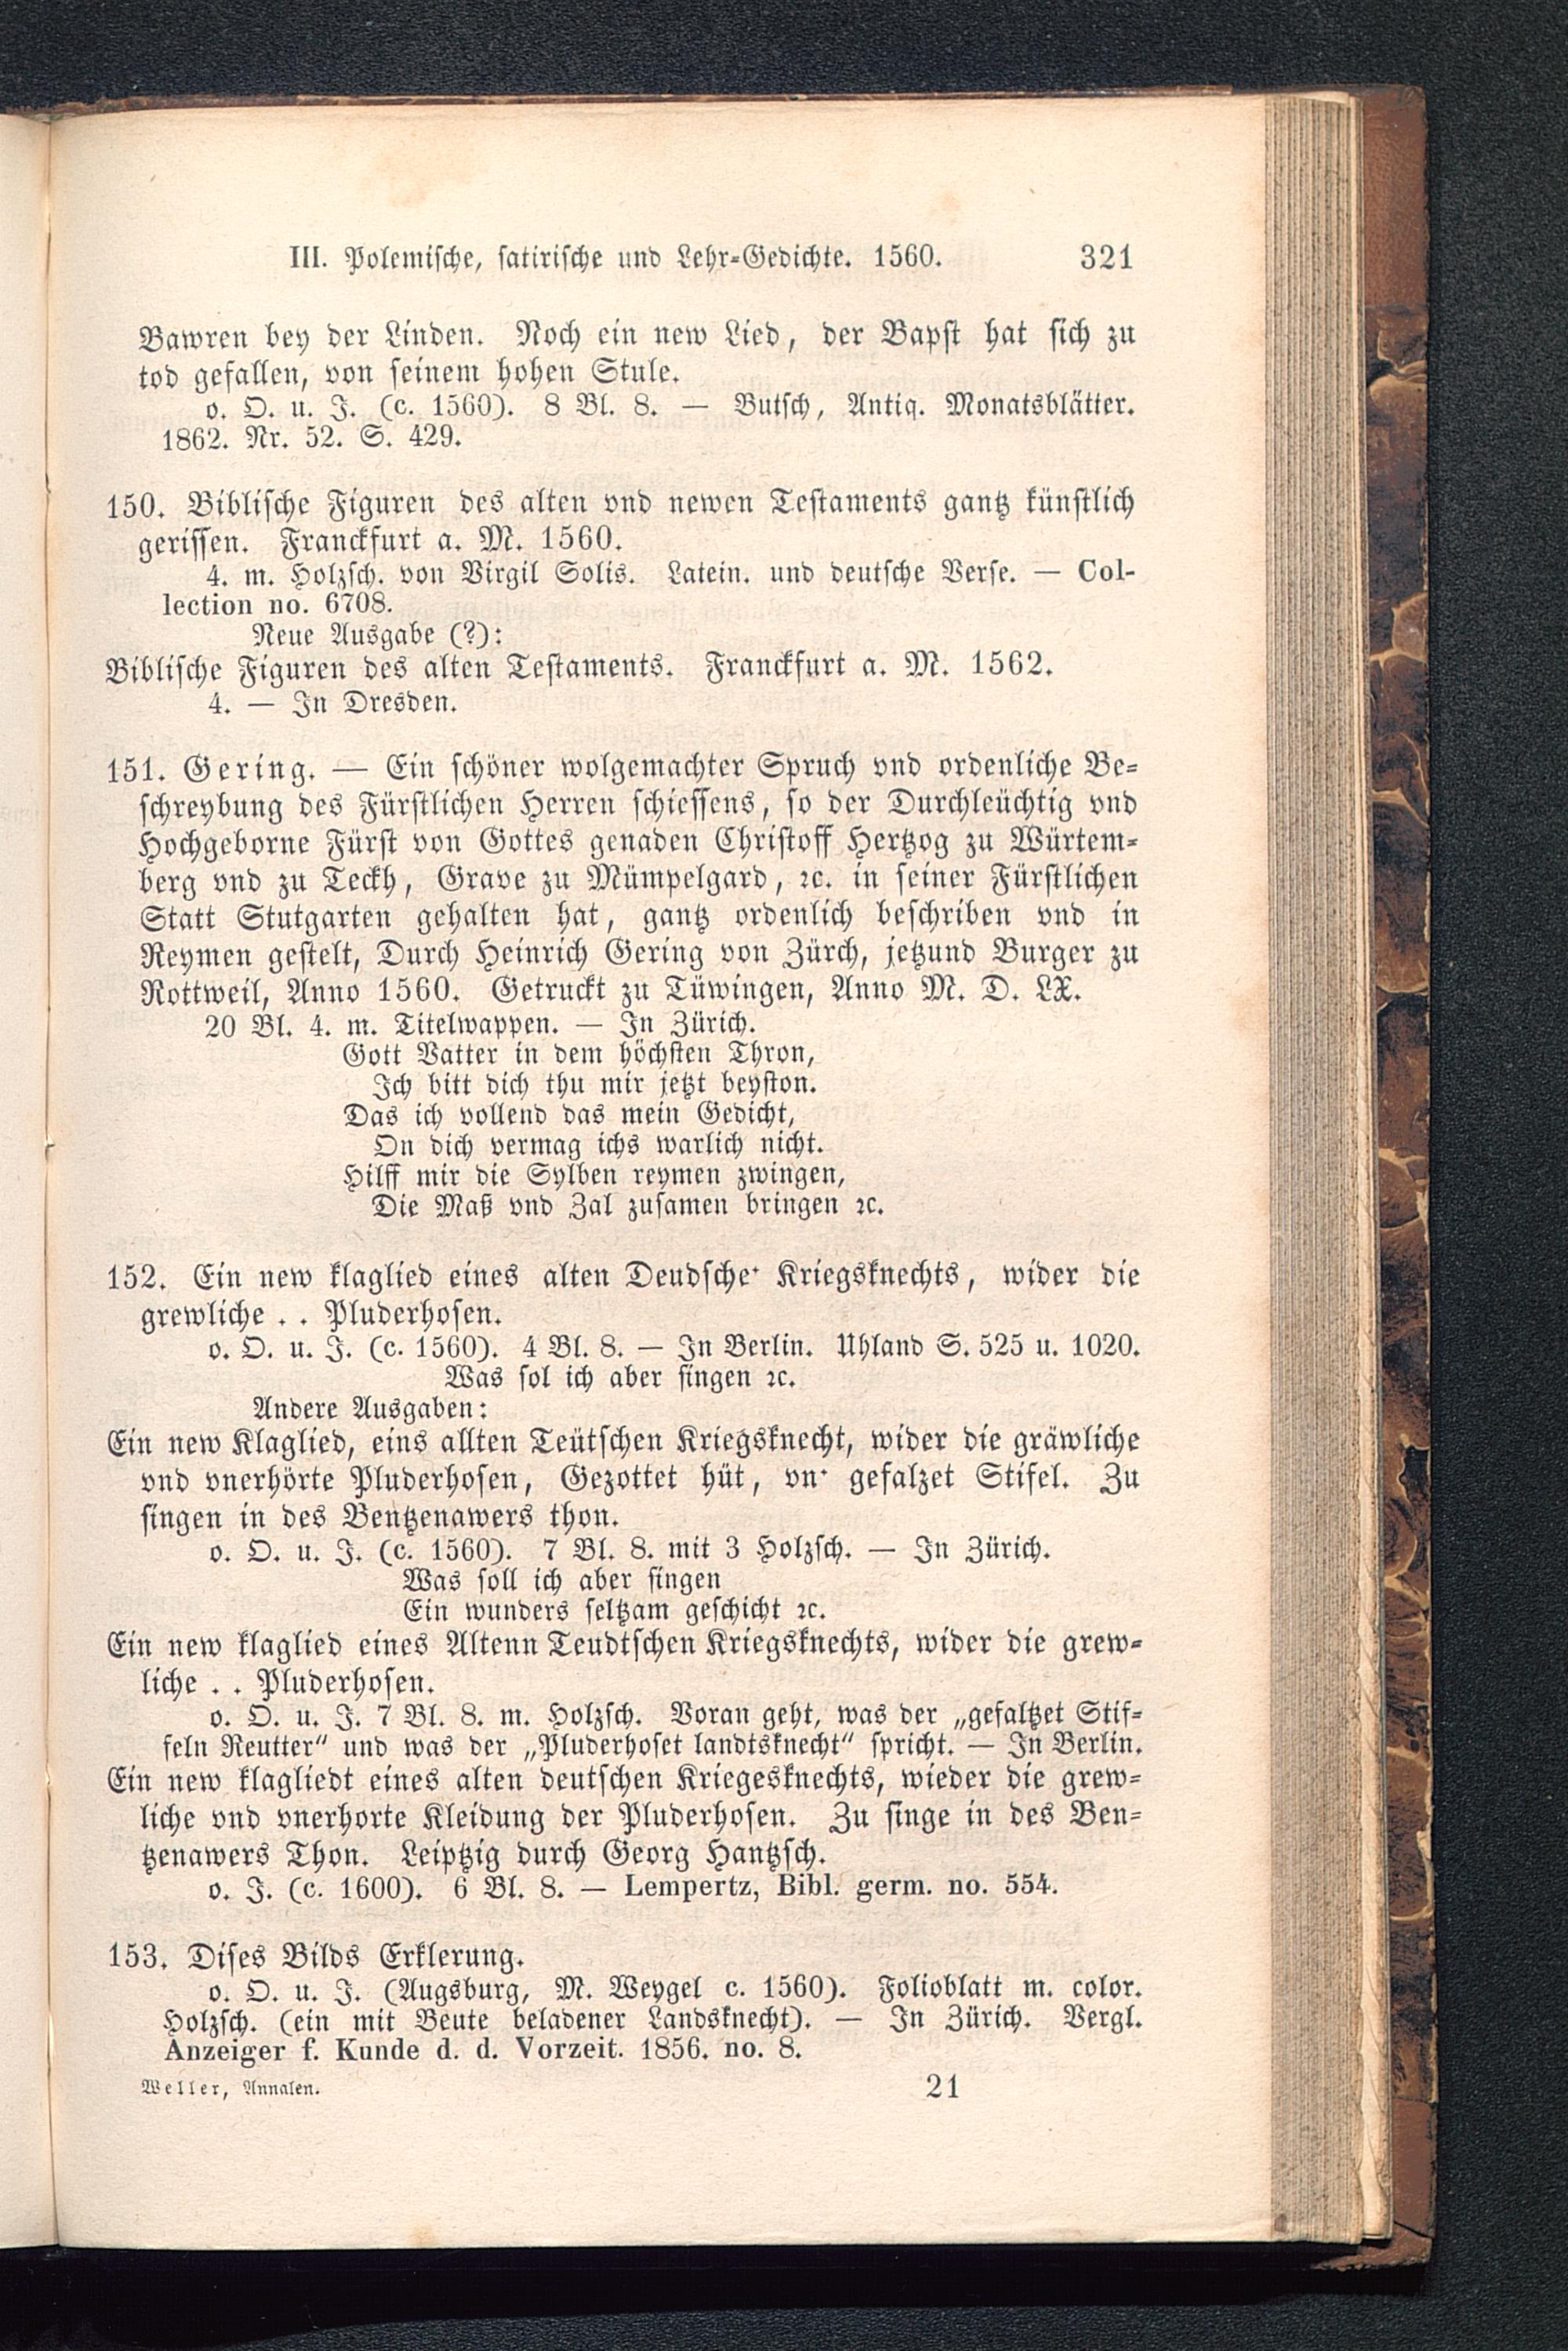 III. Polemische, satirische und Lehr-Gedichte. 1560. 321
Bawren bey der Linden. Noch ein new Lied, der Bapst hat sich zu
tod gefallen, von seinem hohen Stule.
o. O. u. J. (c. 1560). 8 Bl. 8. — Butsch, Antiq. Monatsblätter.
1862. Nr. 52. S. 429.
150. Biblische Figuren des alten vnd newen Testaments gantz künstlich
gerissen. Franckfurt a. M. 1560.
4. m. Holzsch. von Virgil Solis. Latein. und deutsche Verse. — Col-
lection no. 6708.
Neue Ausgabe (?):
Biblische Figuren des alten Testaments. Franckfurt a. M. 1562.
4. — In Dresden.
151. Gering. — Ein schöner wolgemachter Spruch vnd ordenliche Be-
schreybung des Fürstlichen Herren schiessens, so der Durchleüchtig vnd
Hochgeborne Fürst von Gottes genaden Christoff Hertzog zu Würtem-
berg vnd zu Teckh, Grave zu Mümpelgard, ꝛc. in seiner Fürstlichen
Statt Stutgarten gehalten hat, gantz ordenlich beschriben vnd in
Reymen gestelt, Durch Heinrich Gering von Zürch, jetzund Burger zu
Rottweil, Anno 1560. Getruckt zu Tüwingen, Anno M. D. LX.
20 Bl. 4. m. Titelwappen. — In Zürich.
Gott Vatter in dem höchsten Thron,
Ich bitt dich thu mir jetzt beyston.
Das ich vollend das mein Gedicht,
On dich vermag ichs warlich nicht.
Hilff mir die Sylben reymen zwingen,
Die Maß vnd Zal zusamen bringen ꝛc.
152. Ein new klaglied eines alten Deudsche· Kriegsknechts, wider die
grewliche . . Pluderhosen.
o. O. u. J. (c. 1560). 4 Bl. 8. — In Berlin. Uhland S. 525 u. 1020.
Was sol ich aber singen ꝛc.
Andere Ausgaben:
Ein new Klaglied, eins allten Teütschen Kriegsknecht, wider die gräwliche
vnd vnerhörte Pluderhosen, Gezottet hüt, vn· gefalzet Stifel. Zu
singen in des Bentzenawers thon.
o. O. u. J. (c. 1560). 7 Bl. 8. mit 3 Holzsch. — In Zürich.
Was soll ich aber singen
Ein wunders seltzam geschicht ꝛc.
Ein new klaglied eines Altenn Teudtschen Kriegsknechts, wider die grew-
liche . . Pluderhosen.
o. O. u. J. 7 Bl. 8. m. Holzsch. Voran geht, was der „gefaltzet Stif-
feln Reutter“ und was der „Pluderhoset landtsknecht“ spricht. — In Berlin.
Ein new klagliedt eines alten deutschen Kriegesknechts, wieder die grew-
liche vnd vnerhorte Kleidung der Pluderhosen. Zu singe in des Ben-
tzenawers Thon. Leiptzig durch Georg Hantzsch.
o. J. (c. 1600). 6 Bl. 8. — Lempertz, Bibl. germ. no. 554.
153. Dises Bilds Erklerung.
o. O. u. J. (Augsburg, M. Weygel c. 1560). Folioblatt m. color.
Holzsch. (ein mit Beute beladener Landsknecht). — In Zürich. Vergl.
Anzeiger f. Kunde d. d. Vorzeit. 1856. no. 8.
Weller, Annalen. 21